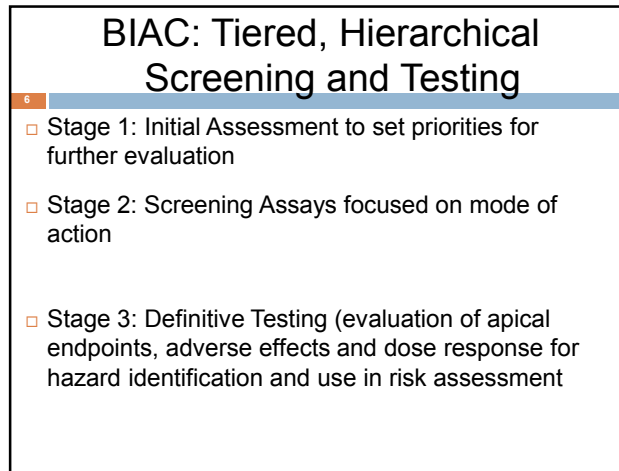 BIAC: Tiered, Hierarchical
Screening and Testing
6
Stage 1: Initial Assessment to set priorities for
further evaluation
Stage 2: Screening Assays focused on mode of
action
Stage 3: Definitive Testing (evaluation of apical
endpoints, adverse effects and dose response for
hazard identification and use in risk assessment